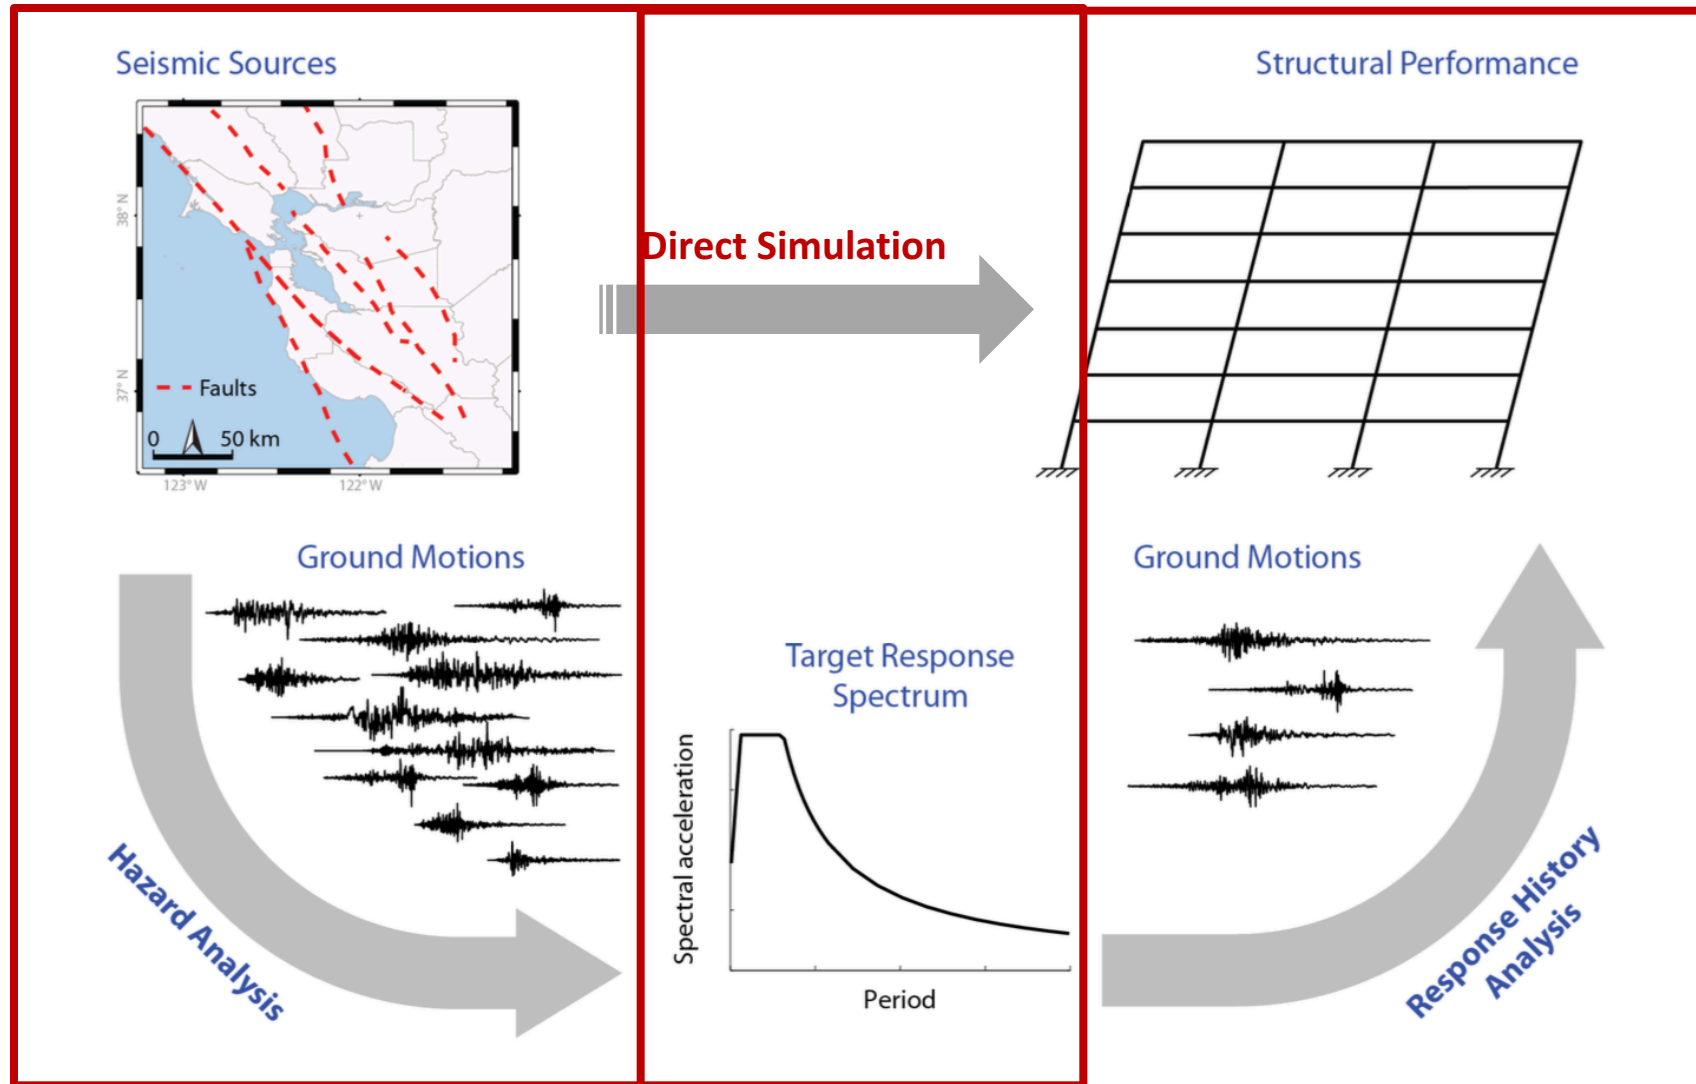 Seismic Sources
38° N
37° N
Faults
0 50 km
123° W
122° W
Direct Simulation
Structural Performance
Ground Motions
Hazard Analysis
Target Response
Spectrum
Spectral acceleration
Period
Ground Motions
Response History
Analysis